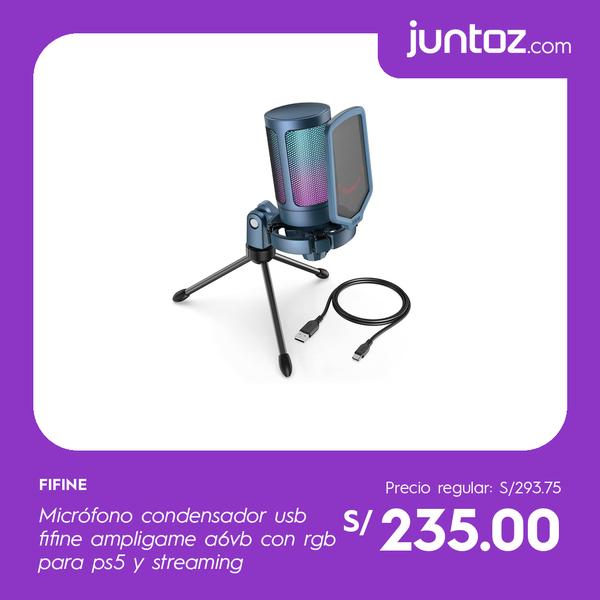 juntoz.com
FIFINE
Micrófono condensador usb
fifine ampligame a6vb con rgb
para ps5 y streaming
Precio regular: S/293.75
S/235.00